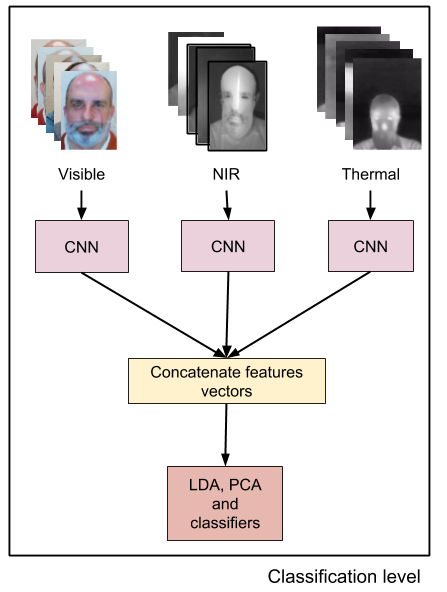 Visible
NIR
Thermal
CNN
CNN
CNN
Concatenate features
vectors
LDA, PCA
and
classifiers
Classification level